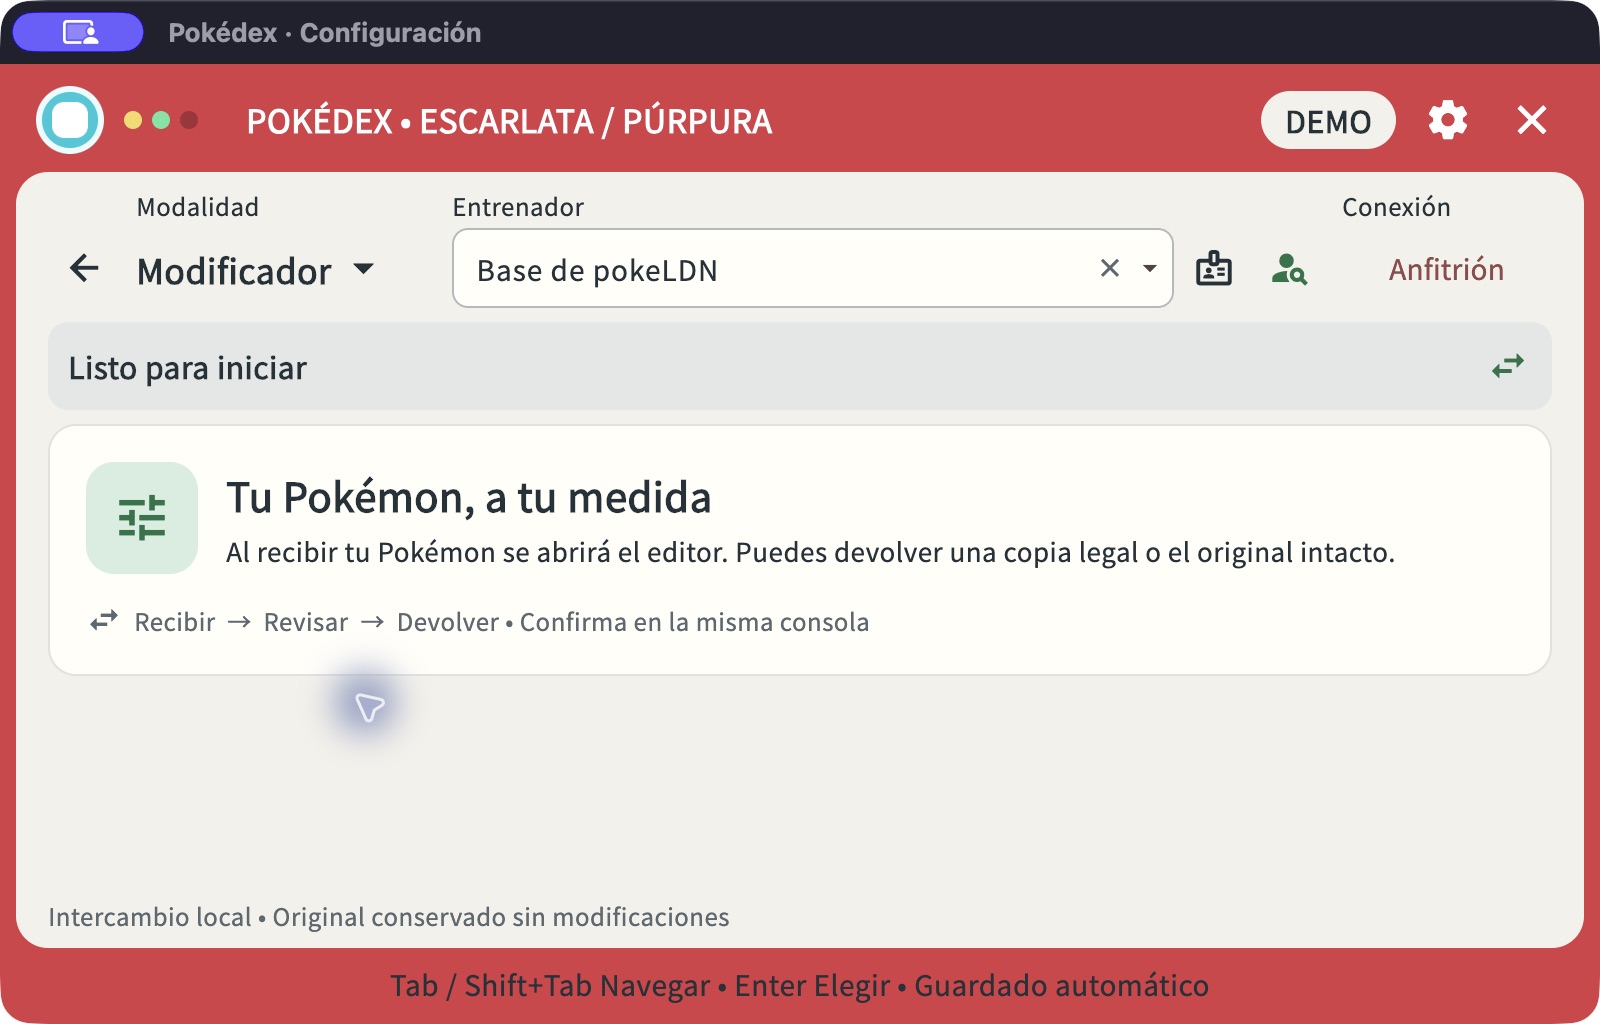 Pokédex · Configuración
POKÉDEX • ESCARLATA / PÚRPURA
DEMO
Modalidad
Entrenador
Conexión
Modificador
Base de pokeLDN
Anfitrión
Listo para iniciar
Tu Pokémon, a tu medida
Al recibir tu Pokémon se abrirá el editor. Puedes devolver una copia legal o el original intacto.
Recibir → Revisar → Devolver • Confirma en la misma consola
Intercambio local • Original conservado sin modificaciones
Tab / Shift+Tab Navegar • Enter Elegir • Guardado automático